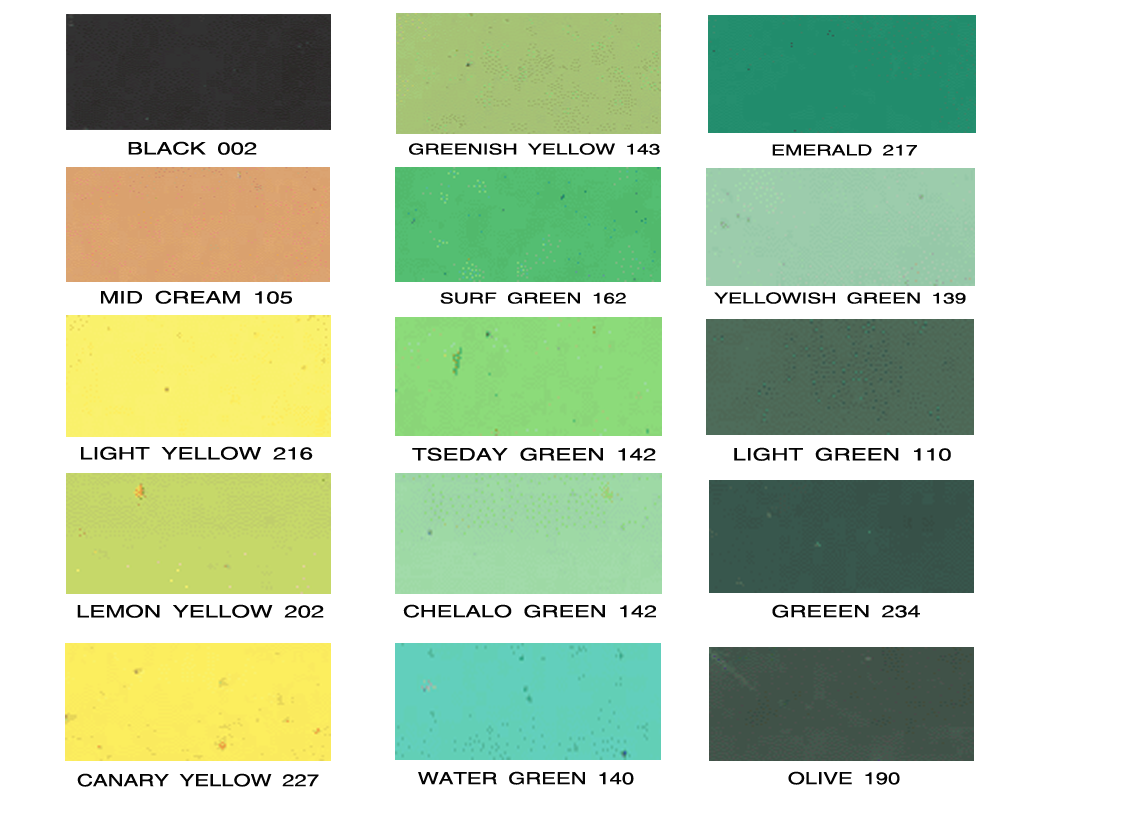 BLACK 002
GREENISH YELLOW 143
EMERALD 217
MID CREAM 105
SURF GREEN 162
YELLOWISH GREEN 139
LIGHT YELLOW 216
TSEDAY GREEN 142
LIGHT GREEN 110
LEMON YELLOW 202
CHELALO GREEN 142
GREEEN 234
CANARY YELLOW 227
WATER GREEN 140
OLIVE 190